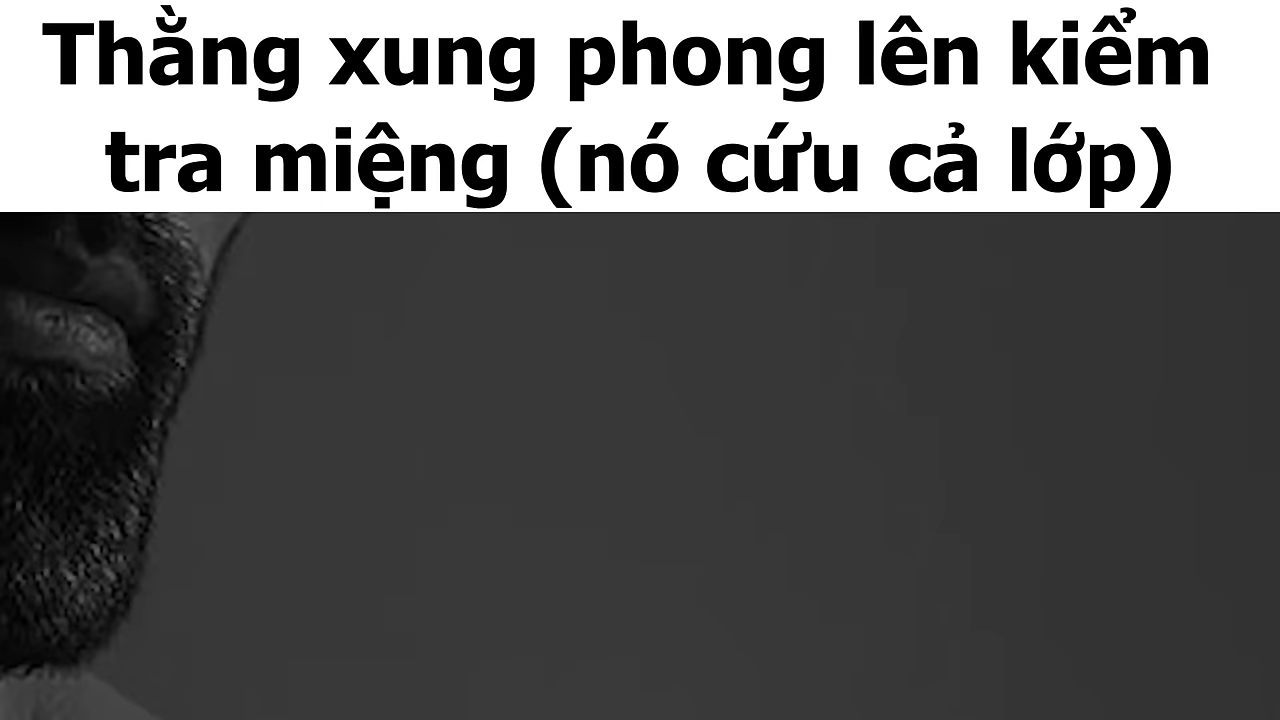 Thằng xung phong lên kiểm
tra miệng (nó cứu cả lớp)